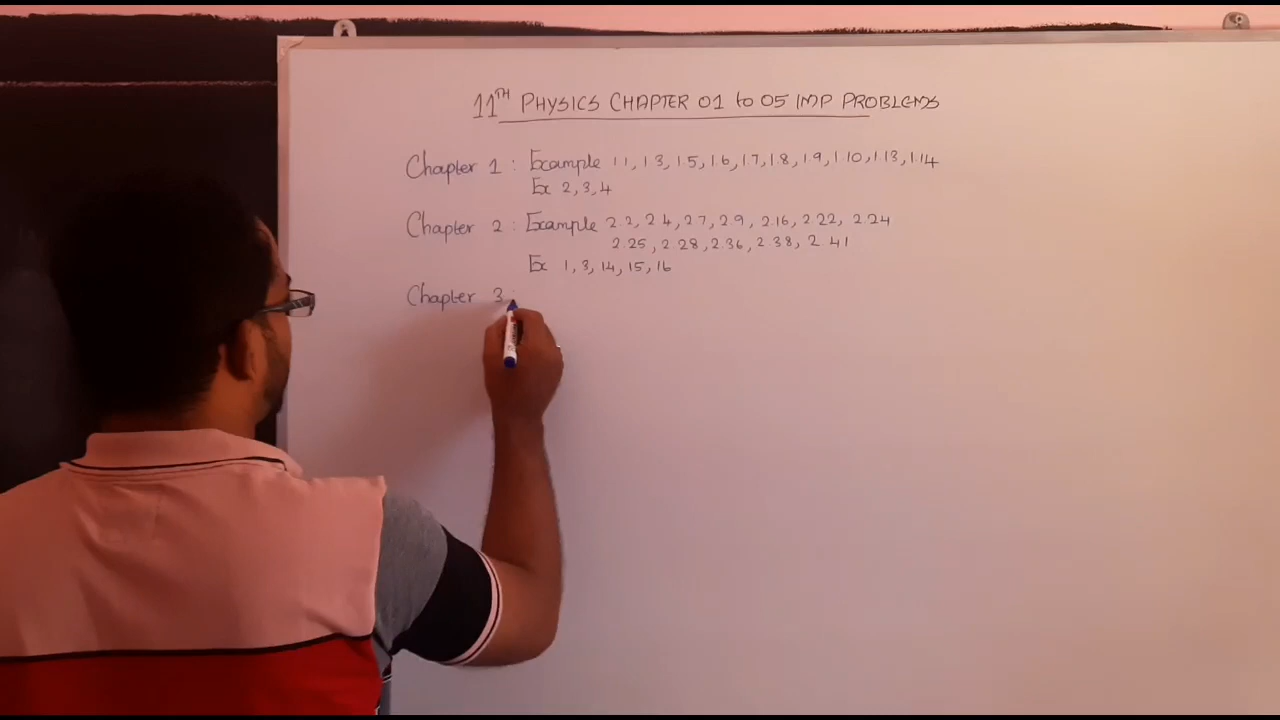 11TH PHYSICS CHAPTER 01 to 05 IMP PROBLEMS
Chapter 1 : Example 1.1, 1.3, 1.5, 1.6, 1.7, 1.8, 1.9, 1.10, 1.13, 1.14
Ex 2, 3, 4
Chapter 2 : Example 2.2, 2.4, 2.7, 2.9, 2.16, 2.22, 2.24
2.25, 2.28, 2.36, 2.38, 2.41
Ex 1, 3, 14, 15, 16
Chapter 3